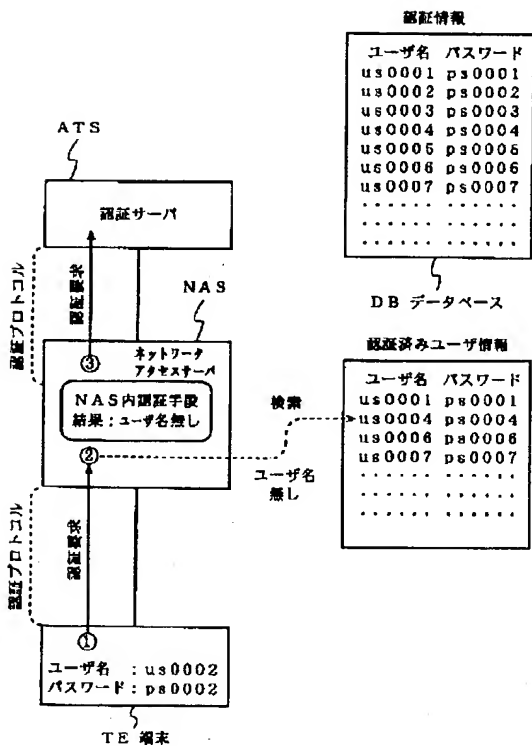 認証情報
ユーザ名 パスワード
us0001 ps0001
us0002 ps0002
us0003 ps0003
us0004 ps0004
us0005 ps0005
us0006 ps0006
us0007 ps0007
...... ......
...... ......
...... ......
DB データベース
ATS
認証サーバ
認証プロトコル
認証要求
NAS
③
ネットワータ
アクセスサーバ
NAS内認証手段
結果：ユーザ名無し
②
検索
ユーザ名
無し
認証済みユーザ情報
ユーザ名 パスワード
us0001 ps0001
us0004 ps0004
us0006 ps0006
us0007 ps0007
...... ......
...... ......
認証プロトコル
認証要求
①
ユーザ名 ：us0002
パスワード：ps0002
TE 端末